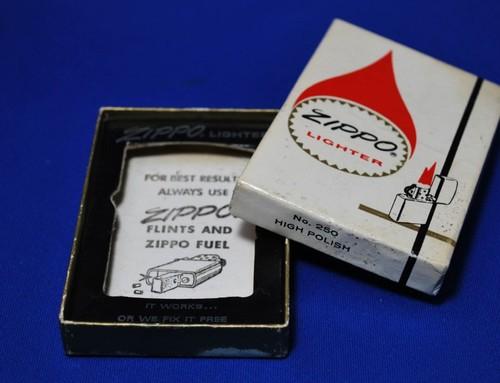 ZIPPO LIGHTER
FOR BEST RESULT
ALWAYS USE
ZIPPO
FLINTS AND
ZIPPO FUEL
IT WORKS...
OR WE FIX IT FREE
ZIPPO
LIGHTER
No. 250
HIGH POLISH